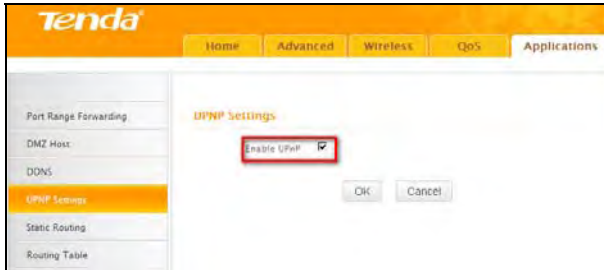 Tenda
Home Advanced Wireless QoS Applications
Port Range Forwarding
DMZ Host
DDNS
UPNP Settings
Static Routing
Routing Table
UPNP Settings
Enable UPnP
OK Cancel